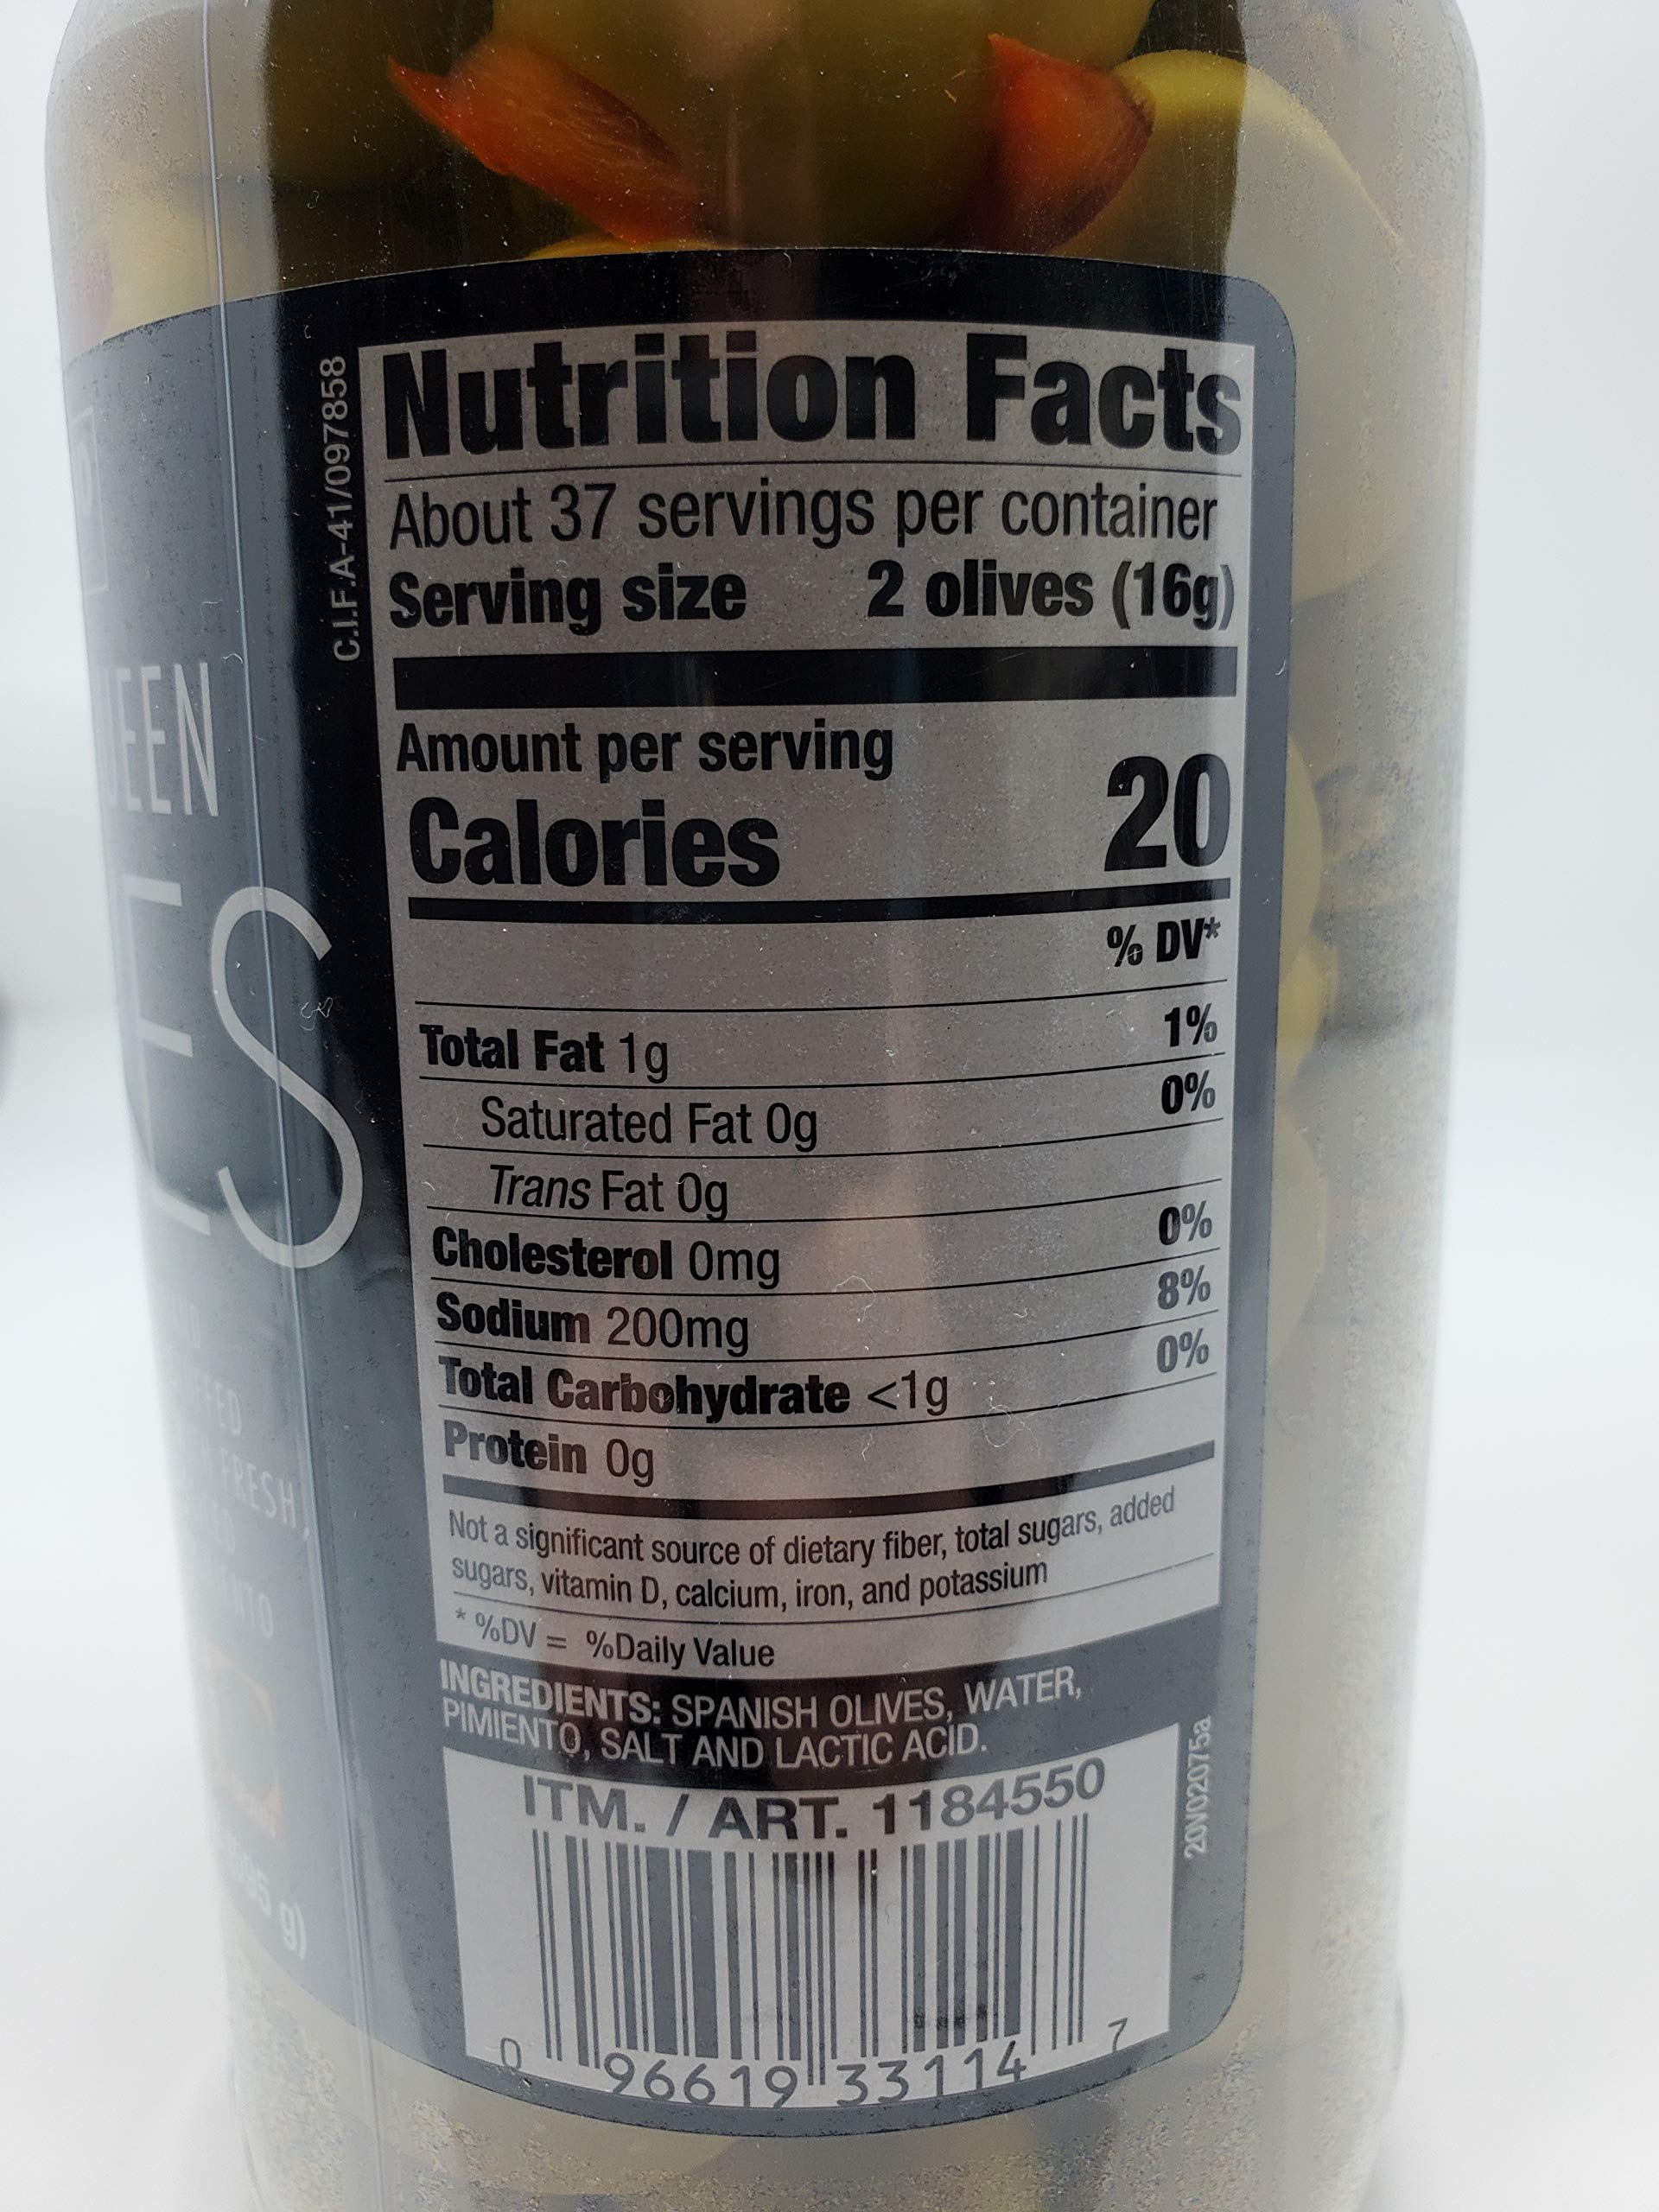 C.I.F.A-41/097858
Nutrition Facts
About 37 servings per container
Serving size 2 olives (16g)
Amount per serving
Calories 20
% DV*
Total Fat 1g 1%
Saturated Fat 0g 0%
Trans Fat 0g
Cholesterol 0mg 0%
Sodium 200mg 8%
Total Carbohydrate <1g 0%
Protein 0g
Not a significant source of dietary fiber, total sugars, added
sugars, vitamin D, calcium, iron, and potassium
* %DV = %Daily Value
INGREDIENTS: SPANISH OLIVES, WATER,
PIMIENTO, SALT AND LACTIC ACID.
ITM. / ART. 1184550
0 96619 33114 7
20V02075a
FRESH,
g)